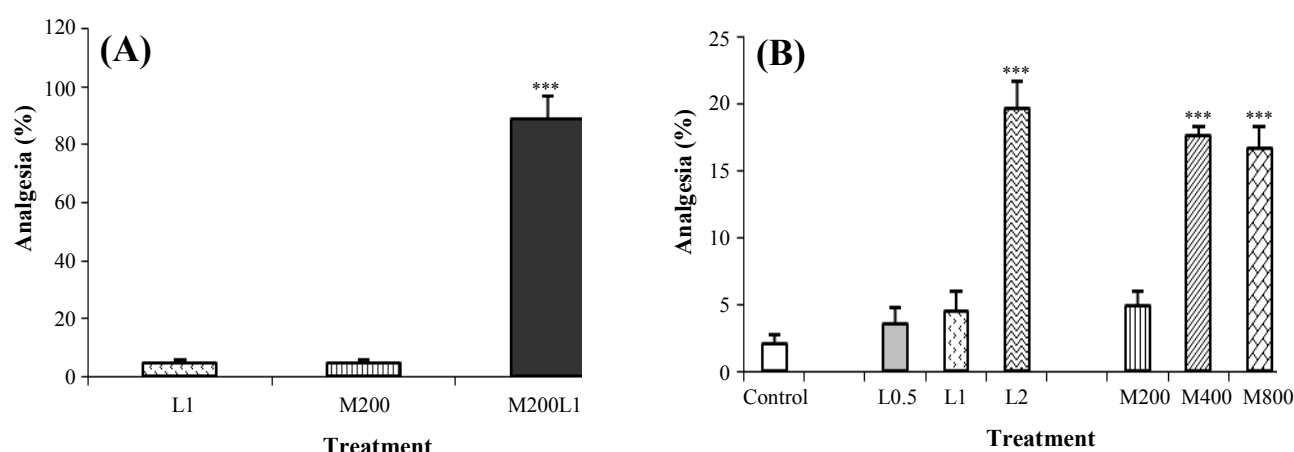 (A)
Analgesia (%)
120
100
80
60
40
20
0
***
L1 M200 M200L1
Treatment
(B)
Analgesia (%)
25
20
15
10
5
0
***
*** ***
Control L0.5 L1 L2 M200 M400 M800
Treatment